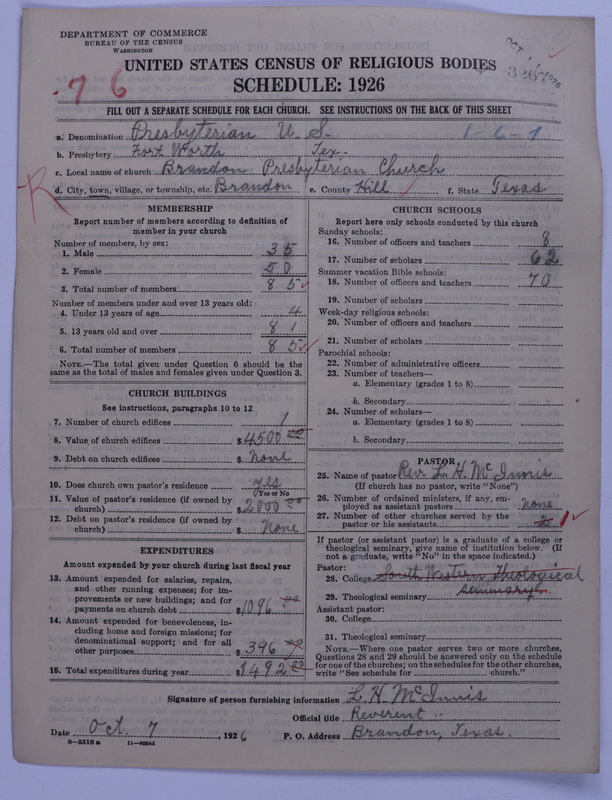 DEPARTMENT OF COMMERCE
BUREAU OF THE CENSUS
WASHINGTON
OCT 1926
3267
76
UNITED STATES CENSUS OF RELIGIOUS BODIES
SCHEDULE: 1926
FILL OUT A SEPARATE SCHEDULE FOR EACH CHURCH. SEE INSTRUCTIONS ON THE BACK OF THIS SHEET
a. Denomination Presbyterian U. S. 1-6-7
b. Presbytery Fort Worth Tex.
c. Local name of church Brandon Presbyterian Church
R
d. City, town, village, or township, etc. Brandon e. County Hill f. State Texas
MEMBERSHIP
Report number of members according to definition of
member in your church
Number of members, by sex:
1. Male 35
2. Female 50
3. Total number of members 85
Number of members under and over 13 years old:
4. Under 13 years of age 4
5. 13 years old and over 81
6. Total number of members 85
NOTE.—The total given under Question 6 should be the
same as the total of males and females given under Question 3.
CHURCH BUILDINGS
See instructions, paragraphs 10 to 12
7. Number of church edifices 1
8. Value of church edifices $4500 00
9. Debt on church edifices $ None
10. Does church own pastor's residence yes
(Yes or No)
11. Value of pastor's residence (if owned by
church) $2000 00
12. Debt on pastor's residence (if owned by
church) $ None
EXPENDITURES
Amount expended by your church during last fiscal year
13. Amount expended for salaries, repairs,
and other running expenses; for im-
provements or new buildings; and for
payments on church debt $1096 00
14. Amount expended for benevolences, in-
cluding home and foreign missions; for
denominational support; and for all
other purposes $ 396 00
15. Total expenditures during year $1492 00
CHURCH SCHOOLS
Report here only schools conducted by this church
Sunday schools:
16. Number of officers and teachers 8
17. Number of scholars 62
Summer vacation Bible schools:
18. Number of officers and teachers 70
19. Number of scholars
Week-day religious schools:
20. Number of officers and teachers
21. Number of scholars
Parochial schools:
22. Number of administrative officers
23. Number of teachers—
a. Elementary (grades 1 to 8)
b. Secondary
24. Number of scholars—
a. Elementary (grades 1 to 8)
b. Secondary
PASTOR
25. Name of pastor Rev. L. H. McInnis
(If church has no pastor, write "None")
26. Number of ordained ministers, if any, em-
ployed as assistant pastors None
27. Number of other churches served by the
pastor or his assistants 1
If pastor (or assistant pastor) is a graduate of a college or
theological seminary, give name of institution below. (If
not a graduate, write "No" in the space indicated.)
Pastor:
28. College South Western Theological
29. Theological seminary Seminary
Assistant pastor:
30. College
31. Theological seminary
NOTE.—Where one pastor serves two or more churches,
Questions 28 and 29 should be answered only on the schedule
for one of the churches; on the schedules for the other churches,
write "See schedule for church."
Signature of person furnishing information L. H. McInnis
Official title Reverent
Date Oct. 7, 1926 P. O. Address Brandon, Texas.
8—5518a